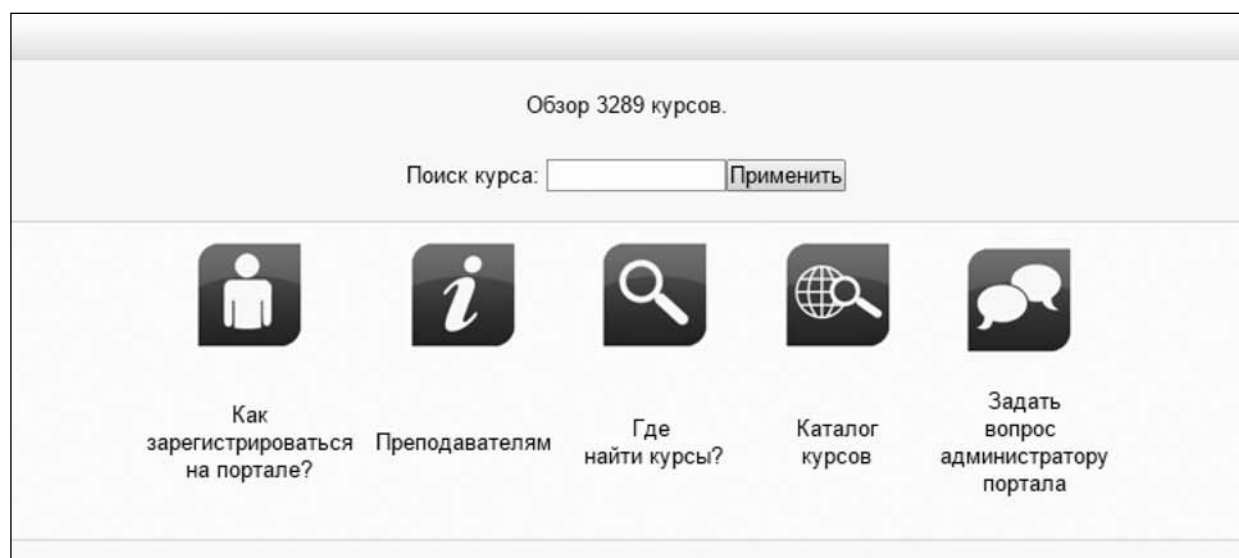 Обзор 3289 курсов.
Поиск курса: Применить
Как
зарегистрироваться
на портале?
Преподавателям
Где
найти курсы?
Каталог
курсов
Задать
вопрос
администратору
портала